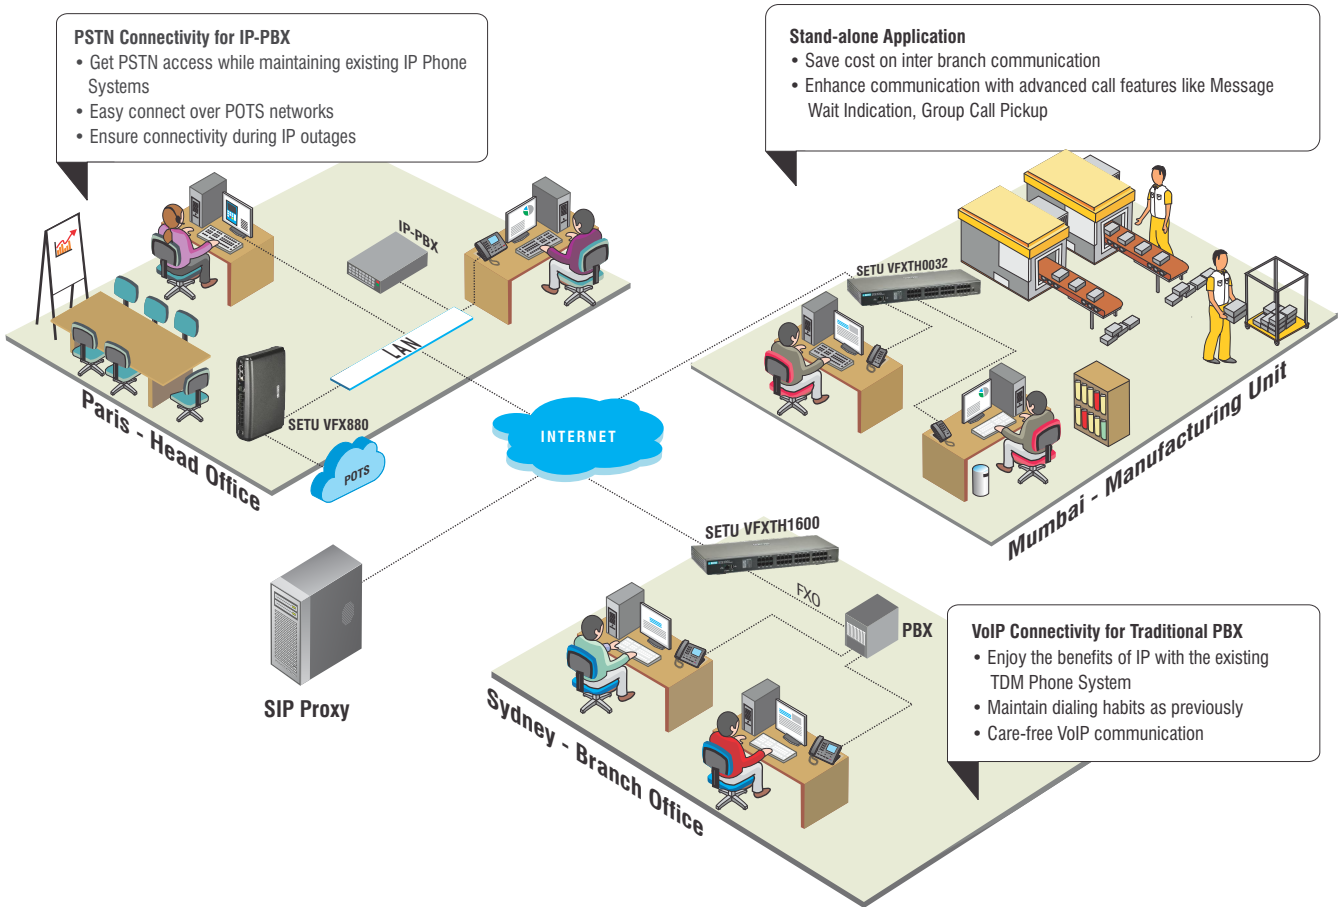 PSTN Connectivity for IP-PBX
• Get PSTN access while maintaining existing IP Phone
Systems
• Easy connect over POTS networks
• Ensure connectivity during IP outages
Stand-alone Application
• Save cost on inter branch communication
• Enhance communication with advanced call features like Message
Wait Indication, Group Call Pickup
IP-PBX
LAN
SETU VFX880
POTS
Paris - Head Office
SETU VFXTH0032
Mumbai - Manufacturing Unit
INTERNET
SIP Proxy
SETU VFXTH1600
FXO
PBX
Sydney - Branch Office
VoIP Connectivity for Traditional PBX
• Enjoy the benefits of IP with the existing
TDM Phone System
• Maintain dialing habits as previously
• Care-free VoIP communication